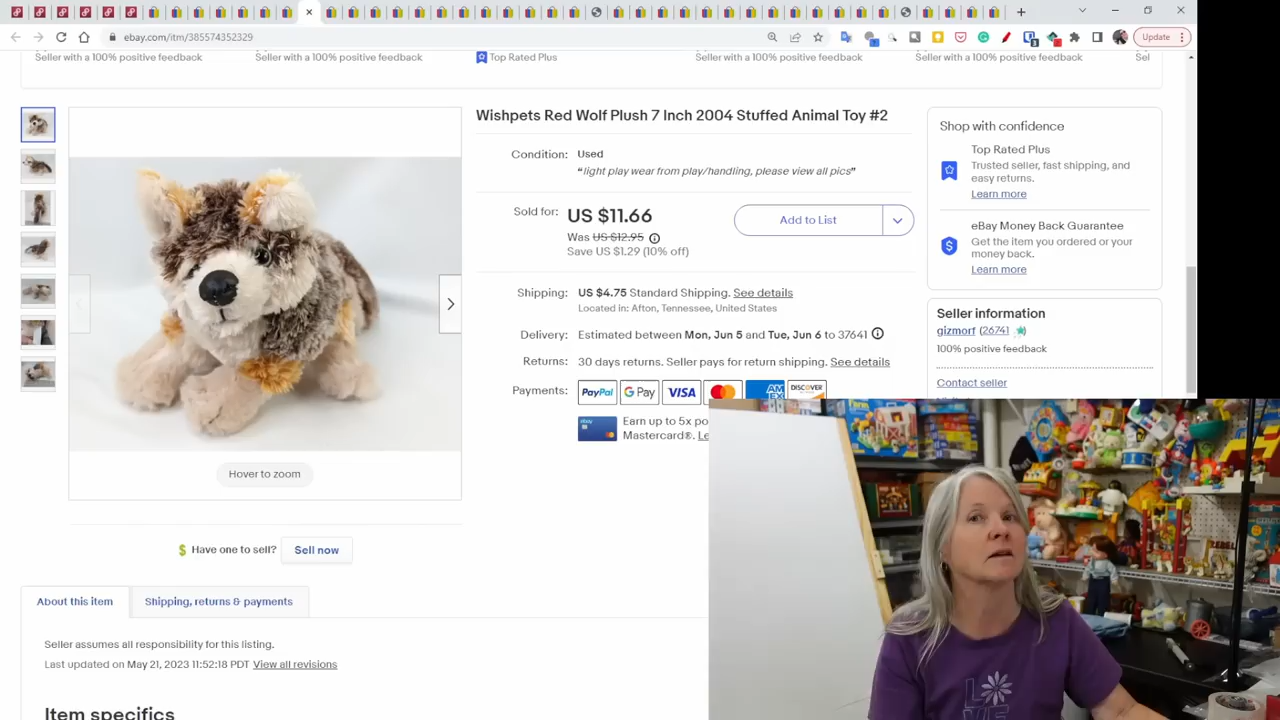 ebay.com/itm/385574352329
Update
Seller with a 100% positive feedback
Seller with a 100% positive feedback
Top Rated Plus
Seller with a 100% positive feedback
Seller with a 100% positive feedback
Sel
Wishpets Red Wolf Plush 7 Inch 2004 Stuffed Animal Toy #2
Condition: Used
“light play wear from play/handling, please view all pics”
Sold for: US $11.66
Was US $12.95
Save US $1.29 (10% off)
Add to List
Shipping: US $4.75 Standard Shipping. See details
Located in: Afton, Tennessee, United States
Delivery: Estimated between Mon, Jun 5 and Tue, Jun 6 to 37641
Returns: 30 days returns. Seller pays for return shipping. See details
Payments: PayPal G Pay VISA AM EX DISCOVER
ebay
Earn up to 5x po
Mastercard®. Le
Shop with confidence
Top Rated Plus
Trusted seller, fast shipping, and
easy returns.
Learn more
eBay Money Back Guarantee
Get the item you ordered or your
money back.
Learn more
Seller information
gizmorf (26741)
100% positive feedback
Contact seller
Hover to zoom
$ Have one to sell? Sell now
About this item
Shipping, returns & payments
Seller assumes all responsibility for this listing.
Last updated on May 21, 2023 11:52:18 PDT View all revisions
Item specifics